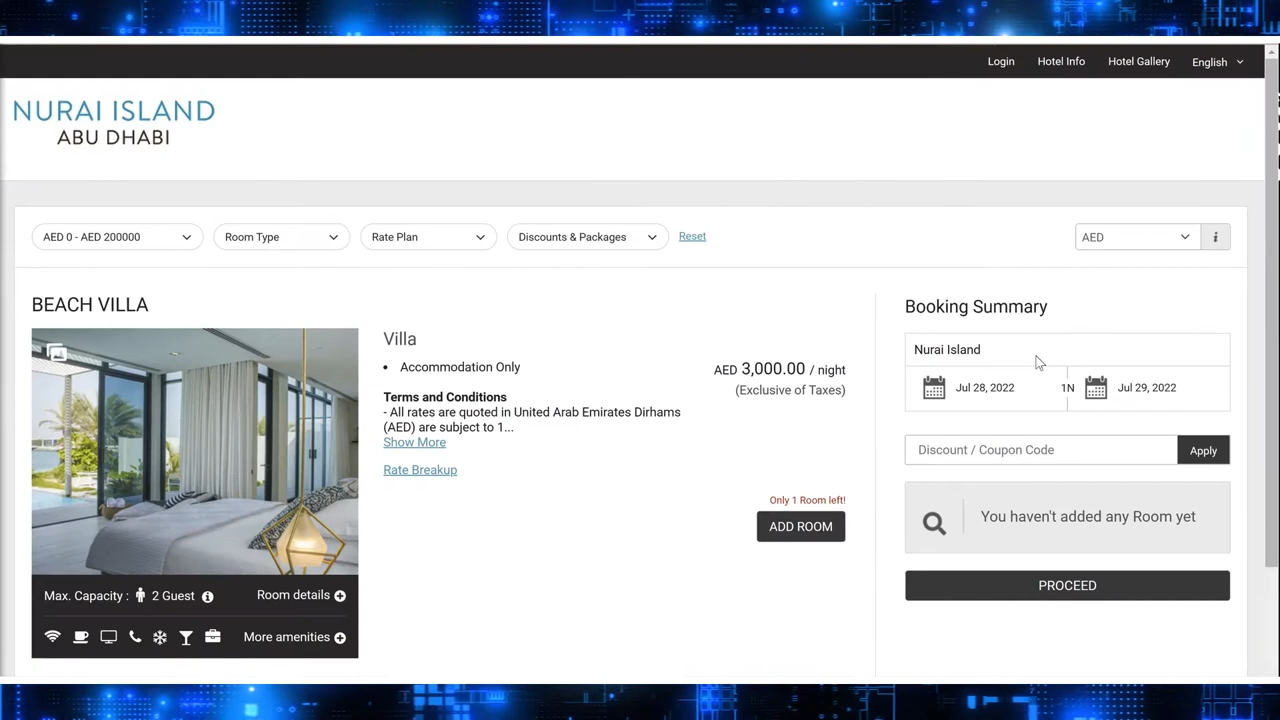 Login Hotel Info Hotel Gallery English
NURAI ISLAND
ABU DHABI
AED 0 - AED 200000 Room Type Rate Plan Discounts & Packages Reset AED i
BEACH VILLA
Villa
• Accommodation Only
Terms and Conditions
- All rates are quoted in United Arab Emirates Dirhams
(AED) are subject to 1...
Show More
Rate Breakup
AED 3,000.00 / night
(Exclusive of Taxes)
Only 1 Room left!
ADD ROOM
Max. Capacity : 2 Guest Room details
More amenities
Booking Summary
Nurai Island
Jul 28, 2022 1N Jul 29, 2022
Discount / Coupon Code Apply
You haven't added any Room yet
PROCEED